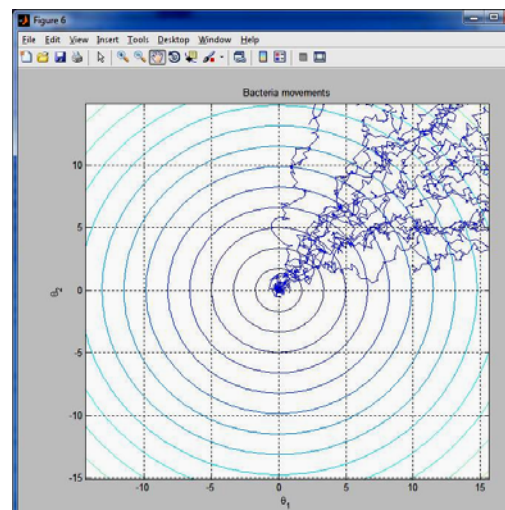 Figure 6
File Edit View Insert Tools Desktop Window Help
Bacteria movements
10
5
0
-5
-10
-15
θ2
-10 -5 0 5 10 15
θ1